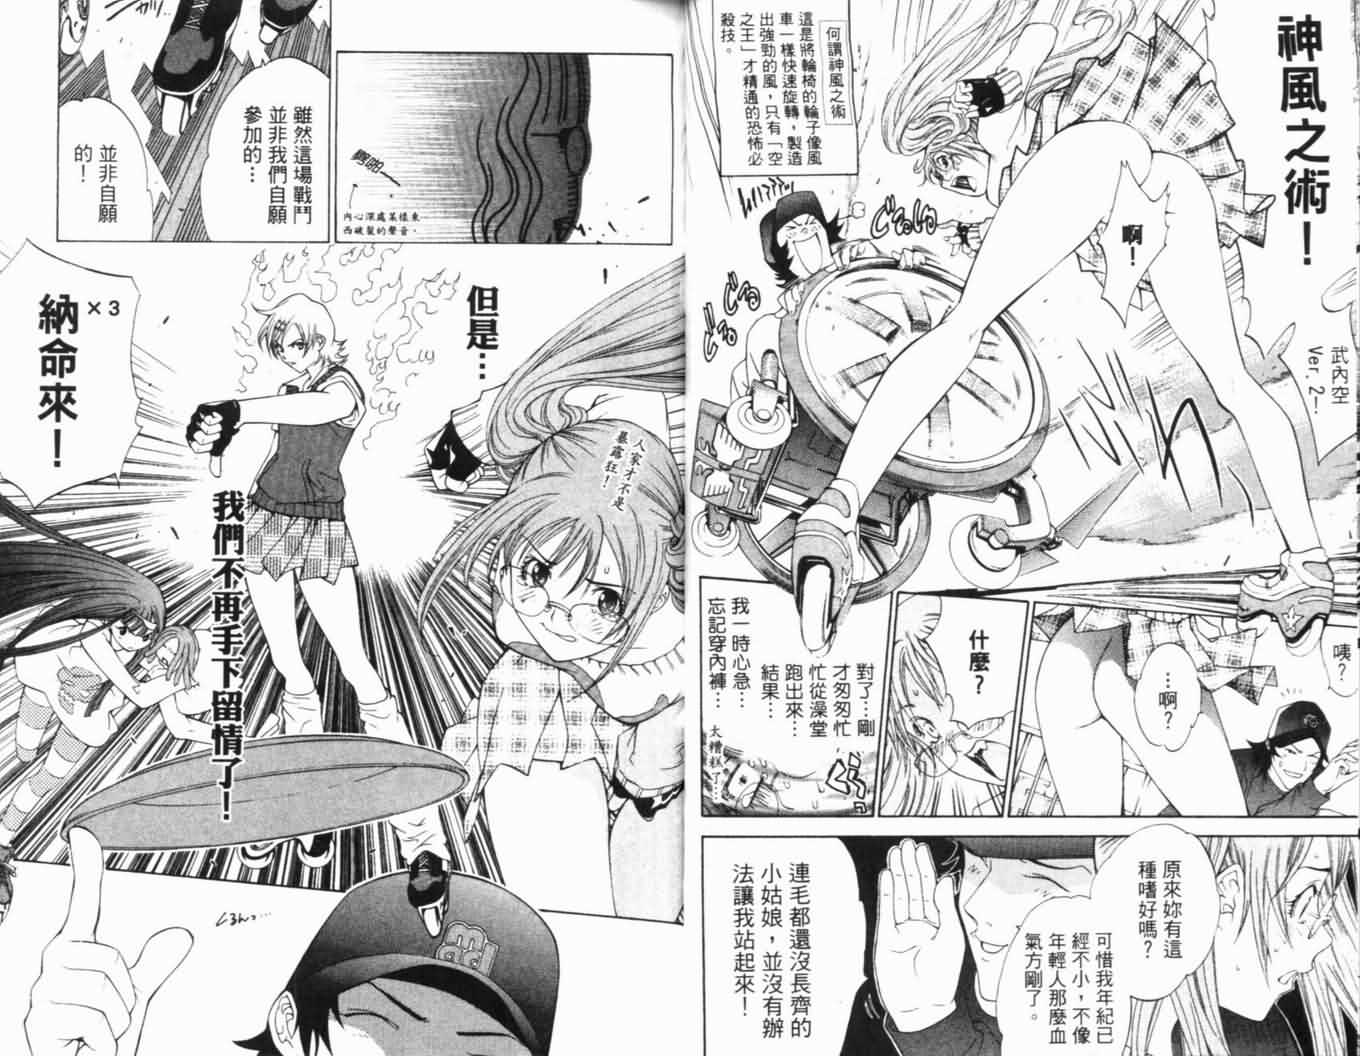 神風之術！
武內空
Ver.2！
何謂神風之術
這是將輪椅的輪子像風
車一樣快速旋轉，製造
出強勁的風，只有「空
之王」才精通的恐怖必
殺技。
啊！
咦？
…啊？
什麼？
對了…剛
才匆匆忙
忙從澡堂
跑出來…
結果…
我一時心急…
忘記穿內褲…
太糟糕了…
原來妳有這
種嗜好嗎？
可惜我年紀已
經不小，不像
年輕人那麼血
氣方剛了。
連毛都還沒長齊的
小姑娘，並沒有辦
法讓我站起來！
內心深處某樣東
西破裂的聲音。
雖然這場戰鬥
並非我們自願
參加的…
並非自願
的！
但是…
人家才不是
暴露狂！
我們不再手下留情了！
×3
納命來！